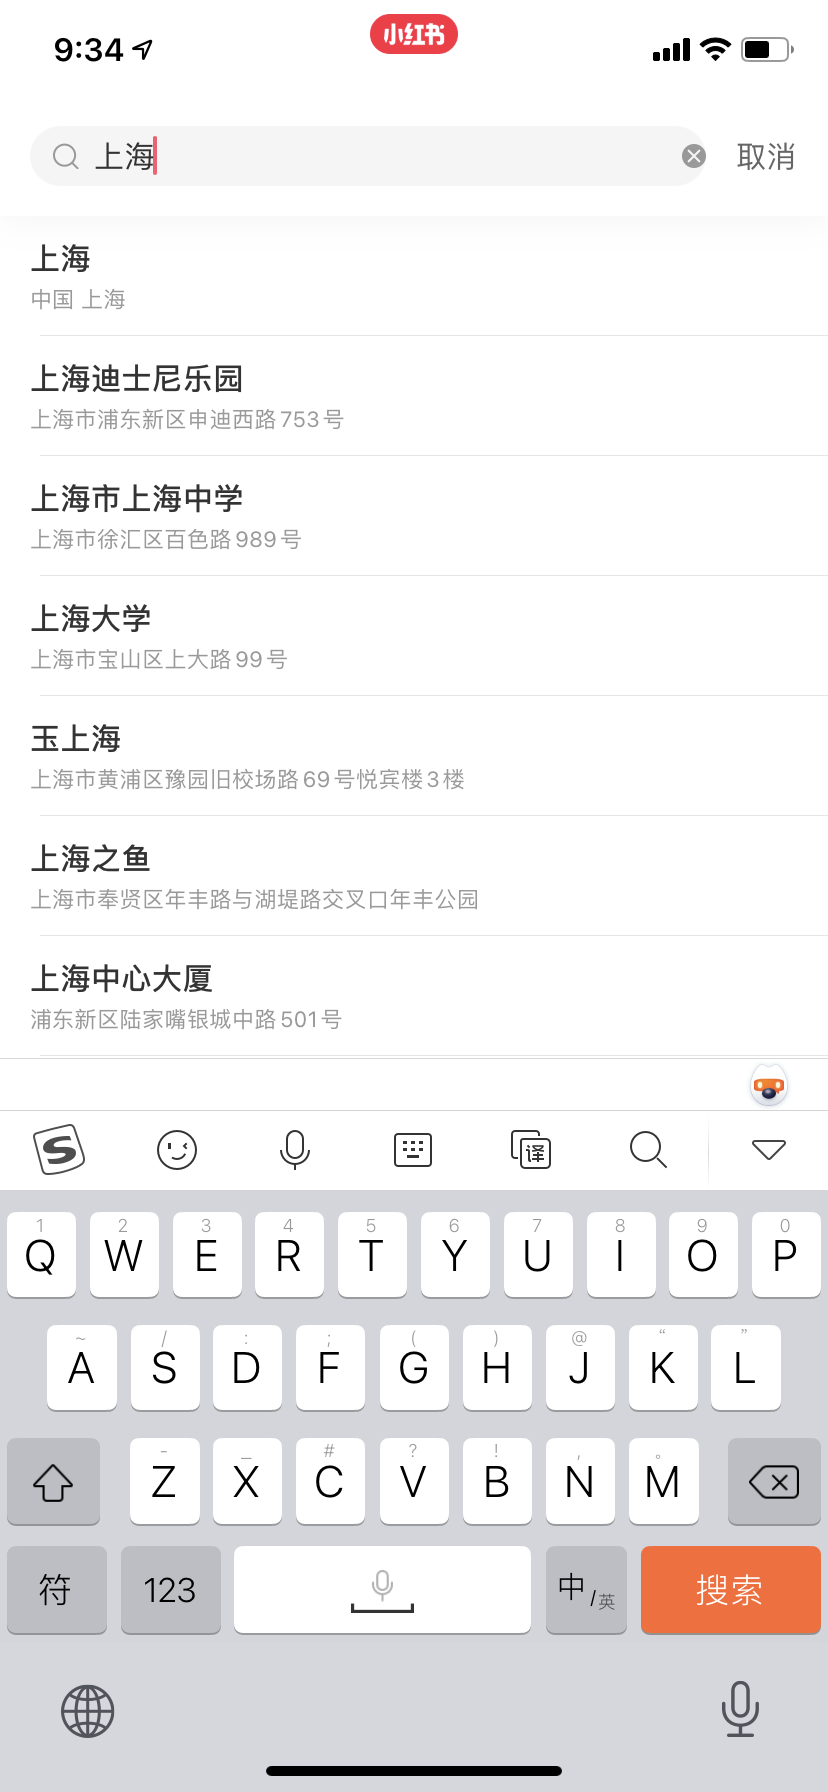 9:34
小红书
上海
取消
上海
中国 上海
上海迪士尼乐园
上海市浦东新区申迪西路753号
上海市上海中学
上海市徐汇区百色路989号
上海大学
上海市宝山区上大路99号
玉上海
上海市黄浦区豫园旧校场路69号悦宾楼3楼
上海之鱼
上海市奉贤区年丰路与湖堤路交叉口年丰公园
上海中心大厦
浦东新区陆家嘴银城中路501号
S 译
1 2 3 4 5 6 7 8 9 0
Q W E R T Y U I O P
~ / : ; ( ) @ “ ”
A S D F G H J K L
- _ # ? ! , 。
Z X C V B N M
符 123 中/英 搜索